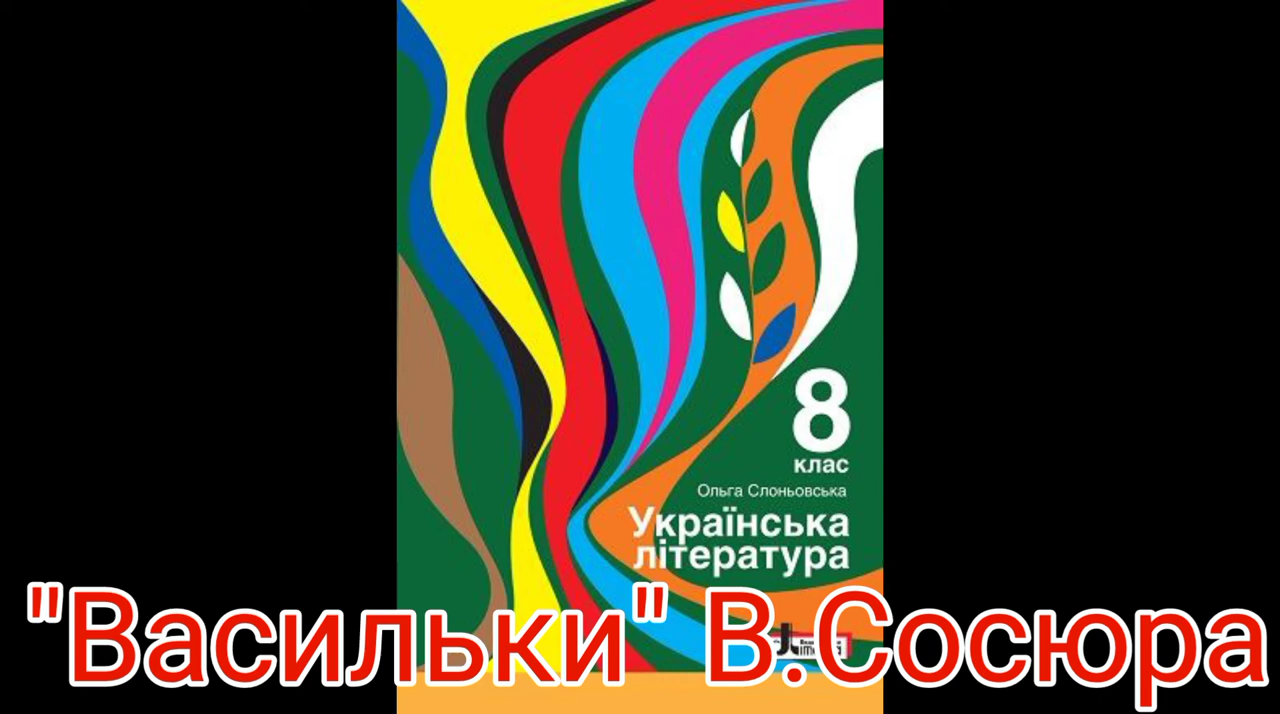 8
клас
Ольга Слоньовська
Українська
література
"Васильки" В.Сосюра